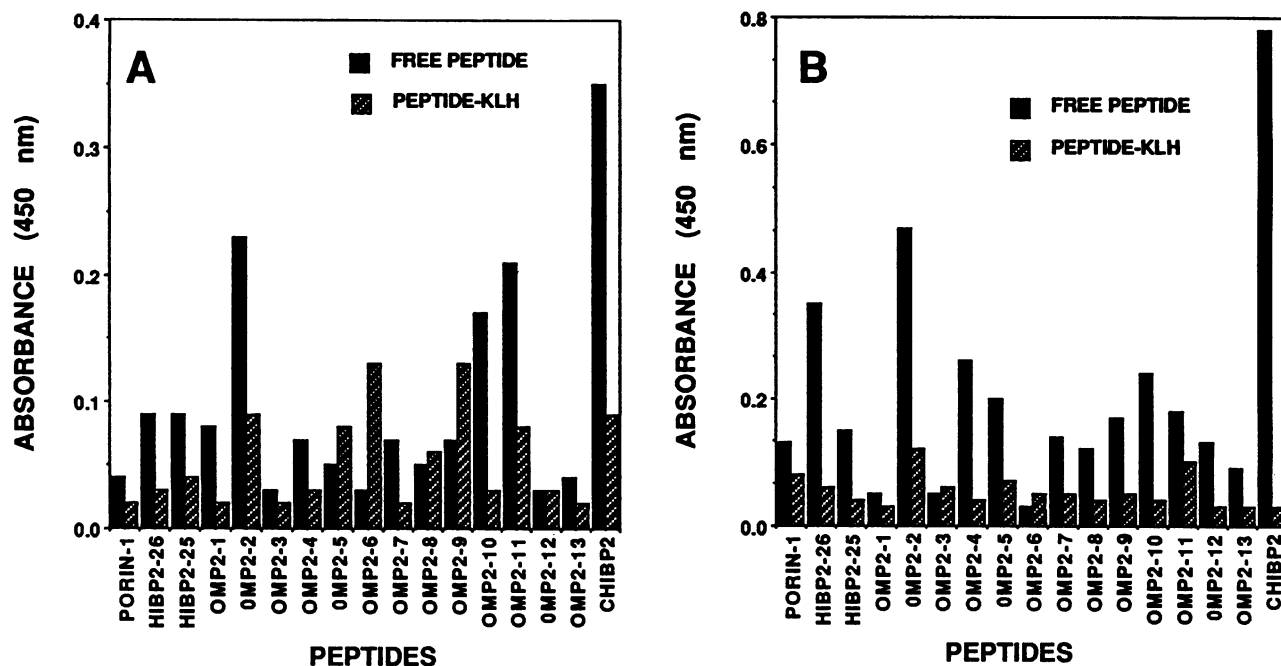 A
FREE PEPTIDE
PEPTIDE-KLH
ABSORBANCE (450 nm)
0.4
0.3
0.2
0.1
0.0
PORIN-1
HIBP2-26
HIBP2-25
OMP2-1
0MP2-2
OMP2-3
OMP2-4
0MP2-5
OMP2-6
OMP2-7
OMP2-8
OMP2-9
OMP2-10
OMP2-11
0MP2-12
OMP2-13
CHIBP2
PEPTIDES
B
FREE PEPTIDE
PEPTIDE-KLH
ABSORBANCE (450 nm)
0.8
0.6
0.4
0.2
0.0
PORIN-1
HIBP2-26
HIBP2-25
OMP2-1
0MP2-2
OMP2-3
OMP2-4
0MP2-5
OMP2-6
OMP2-7
OMP2-8
OMP2-9
OMP2-10
OMP2-11
OMP2-12
OMP2-13
CHIBP2
PEPTIDES